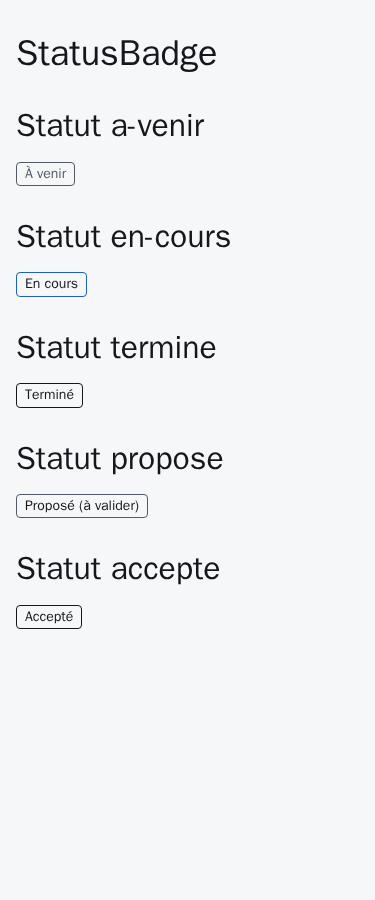 StatusBadge
Statut a-venir
À venir
Statut en-cours
En cours
Statut termine
Terminé
Statut propose
Proposé (à valider)
Statut accepte
Accepté